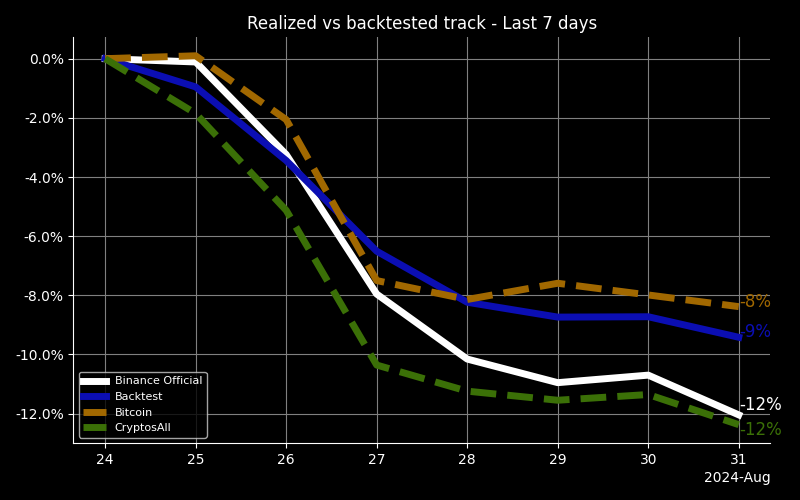 Realized vs backtested track - Last 7 days
0.0%
-2.0%
-4.0%
-6.0%
-8.0%
-10.0%
-12.0%
-8%
-9%
-12%
-12%
Binance Official
Backtest
Bitcoin
CryptosAll
24 25 26 27 28 29 30 31
2024-Aug